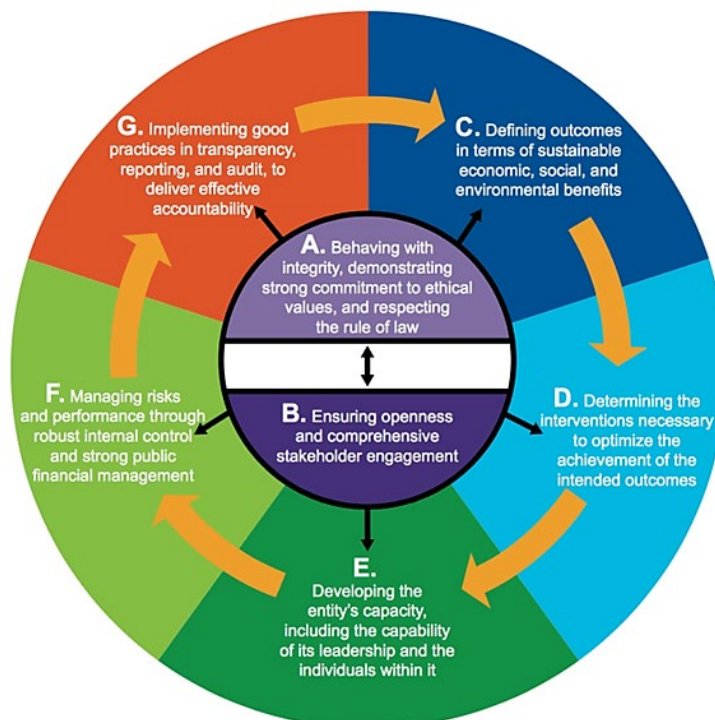 A. Behaving with
integrity, demonstrating
strong commitment to ethical
values, and respecting
the rule of law
B. Ensuring openness
and comprehensive
stakeholder engagement
C. Defining outcomes
in terms of sustainable
economic, social, and
environmental benefits
D. Determining the
interventions necessary
to optimize the
achievement of the
intended outcomes
E.
Developing the
entity's capacity,
including the capability
of its leadership and the
individuals within it
F. Managing risks
and performance through
robust internal control
and strong public
financial management
G. Implementing good
practices in transparency,
reporting, and audit, to
deliver effective
accountability